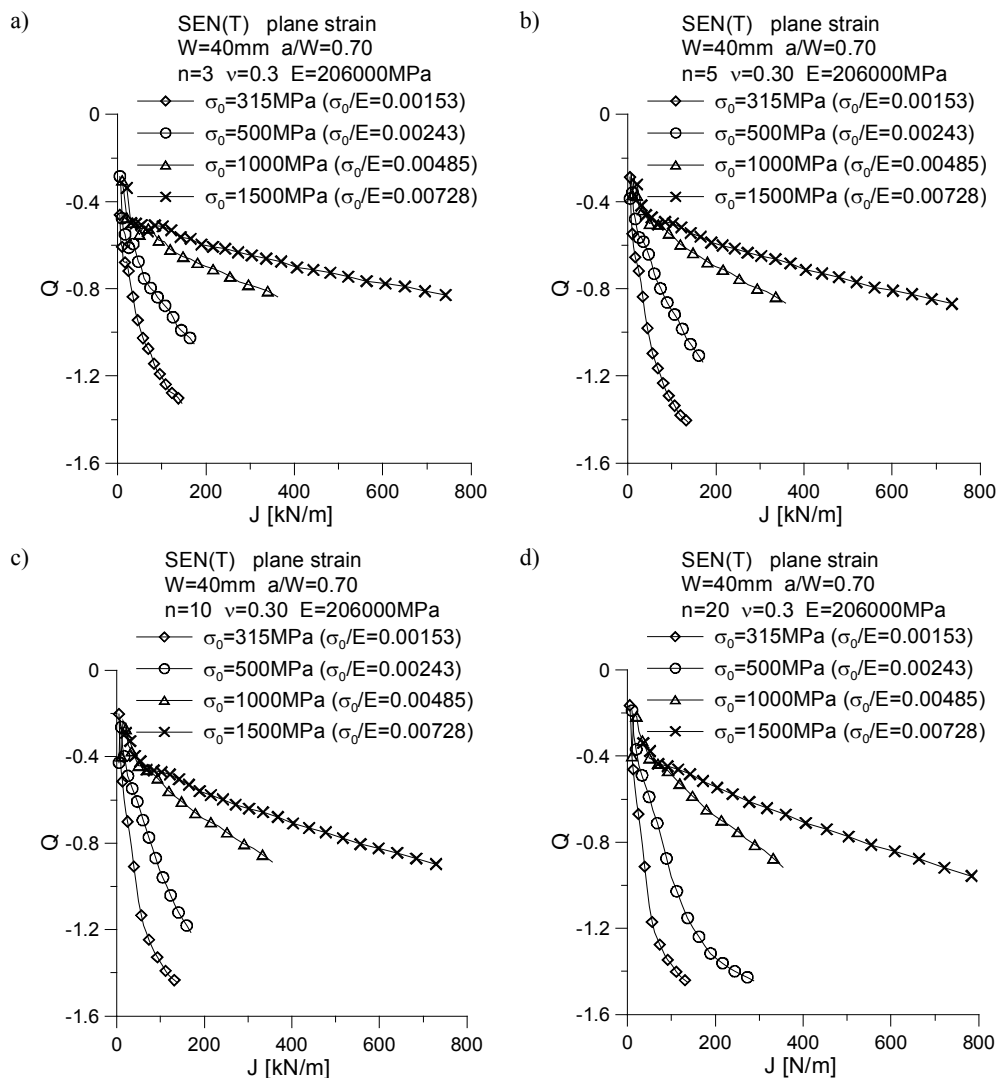 a)
SEN(T) plane strain
W=40mm a/W=0.70
n=3 ν=0.3 E=206000MPa
σ₀=315MPa (σ₀/E=0.00153)
σ₀=500MPa (σ₀/E=0.00243)
σ₀=1000MPa (σ₀/E=0.00485)
σ₀=1500MPa (σ₀/E=0.00728)
0
-0.4
-0.8
-1.2
-1.6
Q
0 200 400 600 800
J [kN/m]
b)
SEN(T) plane strain
W=40mm a/W=0.70
n=5 ν=0.30 E=206000MPa
σ₀=315MPa (σ₀/E=0.00153)
σ₀=500MPa (σ₀/E=0.00243)
σ₀=1000MPa (σ₀/E=0.00485)
σ₀=1500MPa (σ₀/E=0.00728)
0
-0.4
-0.8
-1.2
-1.6
Q
0 200 400 600 800
J [kN/m]
c)
SEN(T) plane strain
W=40mm a/W=0.70
n=10 ν=0.30 E=206000MPa
σ₀=315MPa (σ₀/E=0.00153)
σ₀=500MPa (σ₀/E=0.00243)
σ₀=1000MPa (σ₀/E=0.00485)
σ₀=1500MPa (σ₀/E=0.00728)
0
-0.4
-0.8
-1.2
-1.6
Q
0 200 400 600 800
J [kN/m]
d)
SEN(T) plane strain
W=40mm a/W=0.70
n=20 ν=0.3 E=206000MPa
σ₀=315MPa (σ₀/E=0.00153)
σ₀=500MPa (σ₀/E=0.00243)
σ₀=1000MPa (σ₀/E=0.00485)
σ₀=1500MPa (σ₀/E=0.00728)
0
-0.4
-0.8
-1.2
-1.6
Q
0 200 400 600 800
J [N/m]